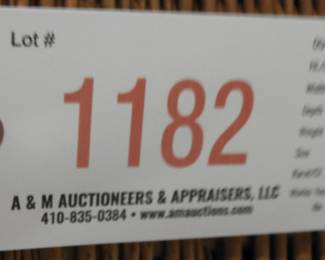 Lot #
1182
A & M AUCTIONEERS & APPRAISERS, LLC
410-835-0384 • www.amauctions.com